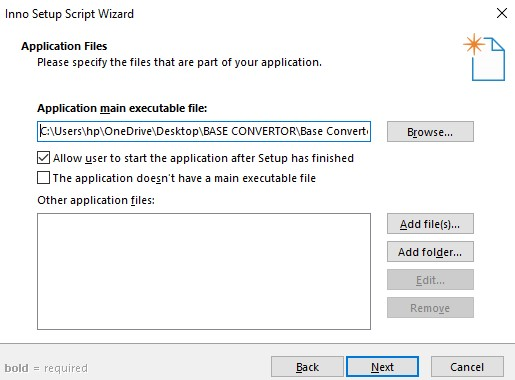 Inno Setup Script Wizard
Application Files
Please specify the files that are part of your application.
Application main executable file:
C:\Users\hp\OneDrive\Desktop\BASE CONVERTOR\Base Converte
Browse...
Allow user to start the application after Setup has finished
The application doesn't have a main executable file
Other application files:
Add file(s)...
Add folder...
Edit...
Remove
bold = required
Back
Next
Cancel